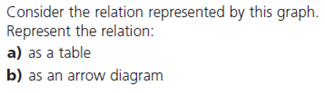 Consider the relation represented by this graph.
Represent the relation:
a) as a table
b) as an arrow diagram